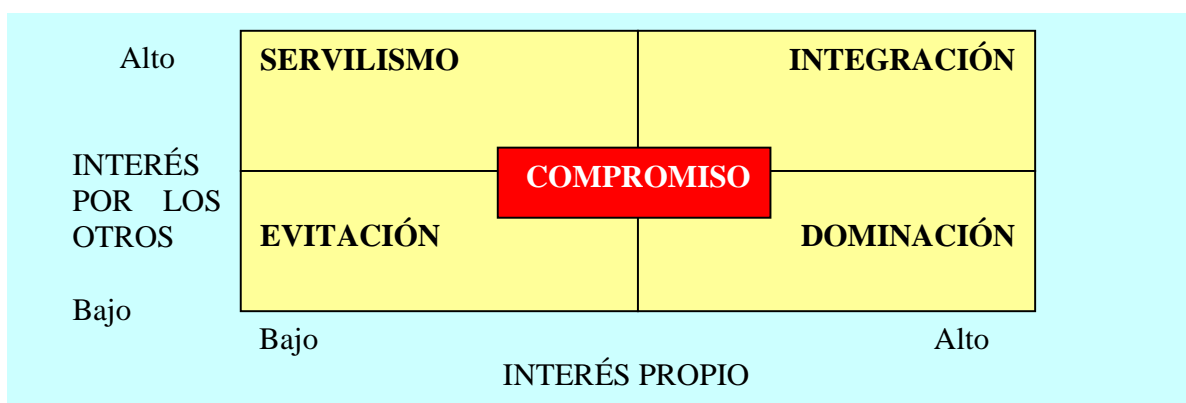 Alto
SERVILISMO
INTEGRACIÓN
INTERÉS
POR LOS
OTROS
COMPROMISO
EVITACIÓN
DOMINACIÓN
Bajo
Bajo
Alto
INTERÉS PROPIO